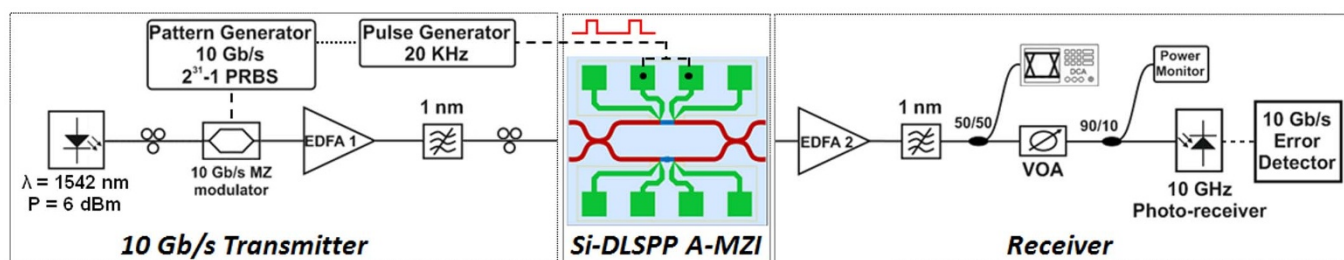 Pattern Generator
10 Gb/s
2³¹-1 PRBS
Pulse Generator
20 KHz
λ = 1542 nm
P = 6 dBm
10 Gb/s MZ
modulator
EDFA 1
1 nm
10 Gb/s Transmitter
Si-DLSPP A-MZI
EDFA 2
1 nm
50/50
DCA
VOA
90/10
Power
Monitor
10 GHz
Photo-receiver
10 Gb/s
Error
Detector
Receiver